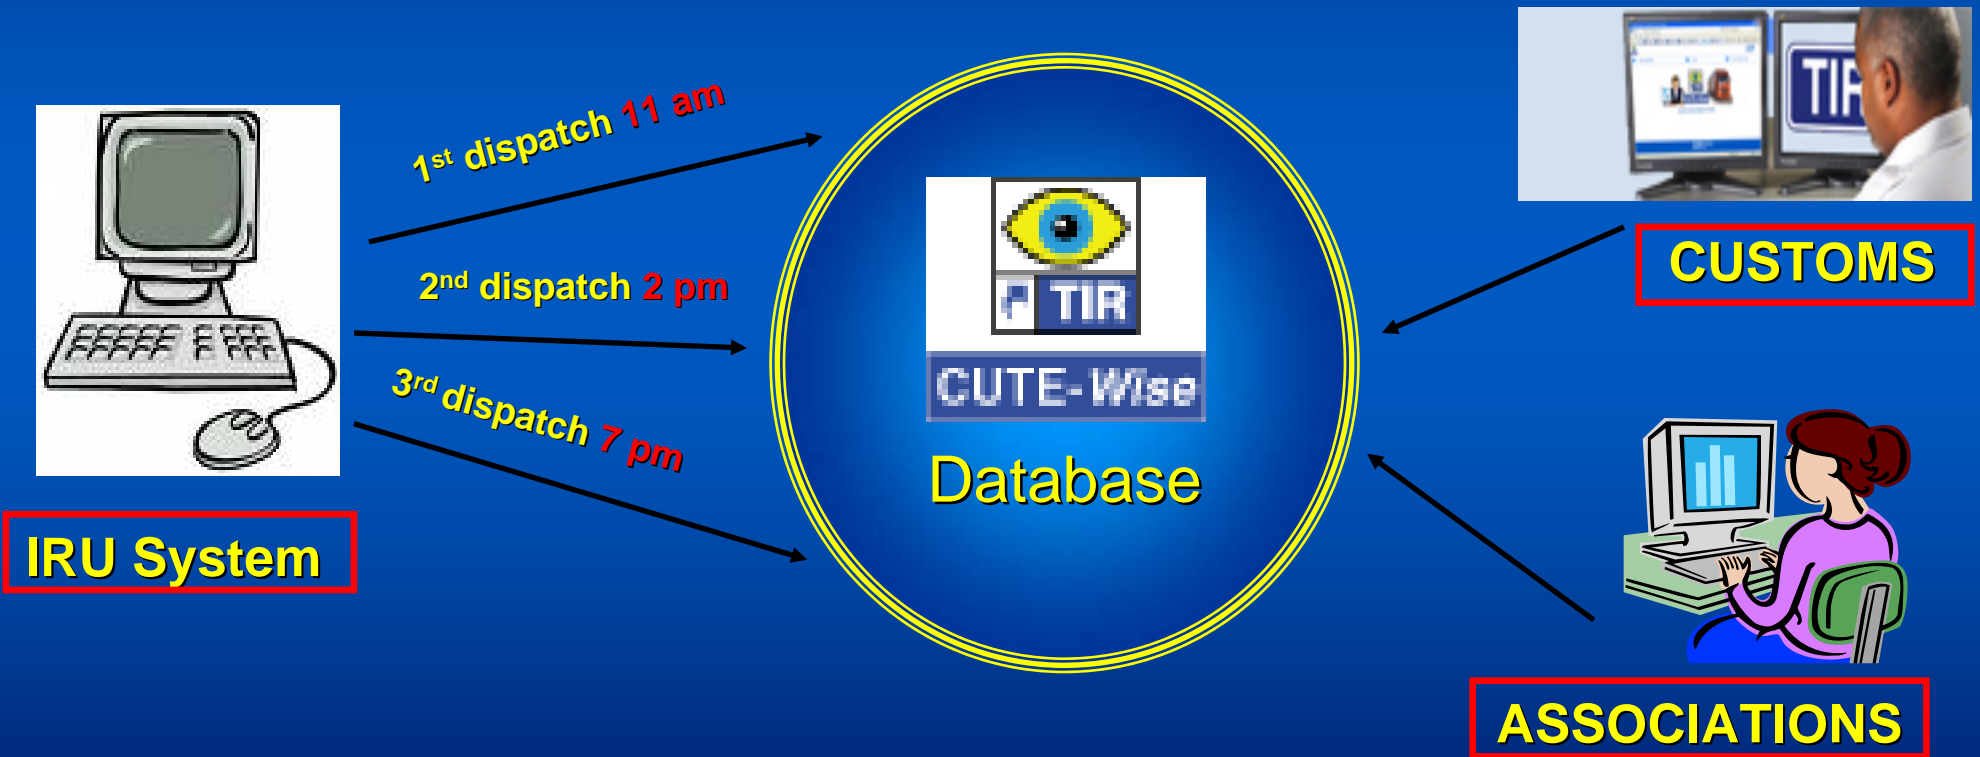 1st dispatch 11 am
2nd dispatch 2 pm
3rd dispatch 7 pm
IRU System
TIR
CUTE-Wise
Database
TIR
CUSTOMS
ASSOCIATIONS